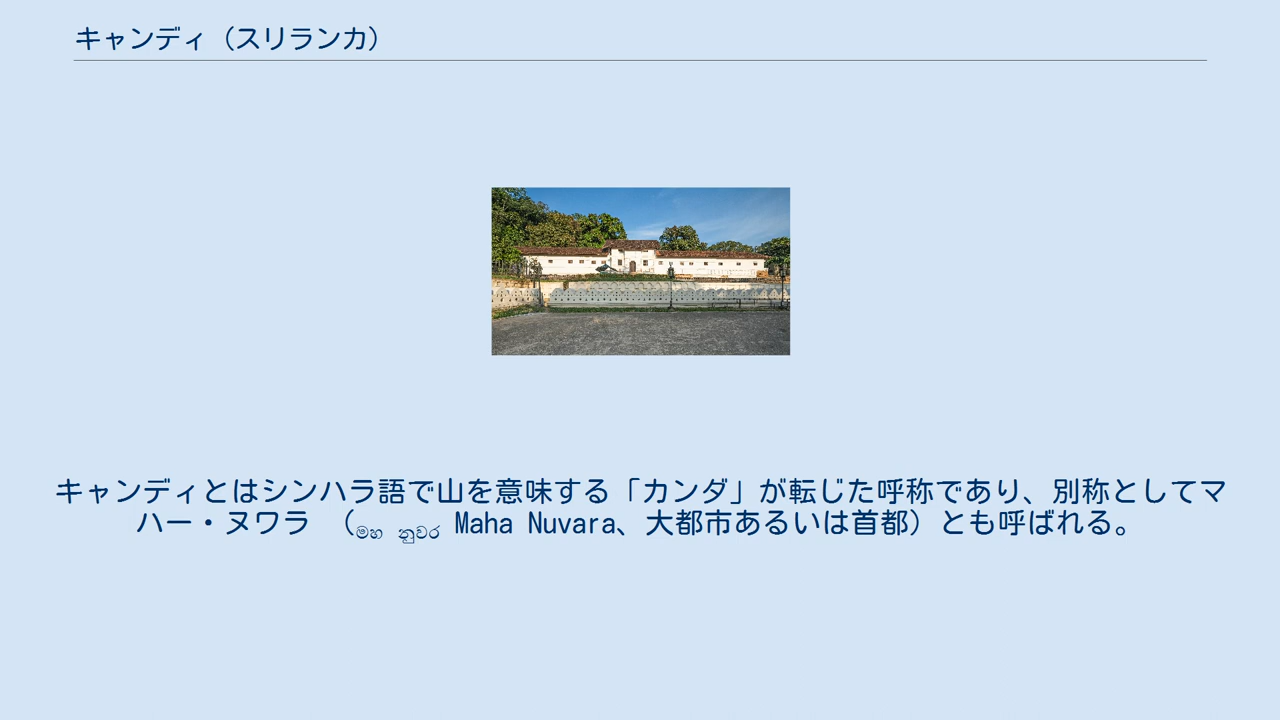 キャンディ（スリランカ）
キャンディとはシンハラ語で山を意味する「カンダ」が転じた呼称であり、別称としてマ
ハー・ヌワラ （මහ නුවර Maha Nuvara、大都市あるいは首都）とも呼ばれる。